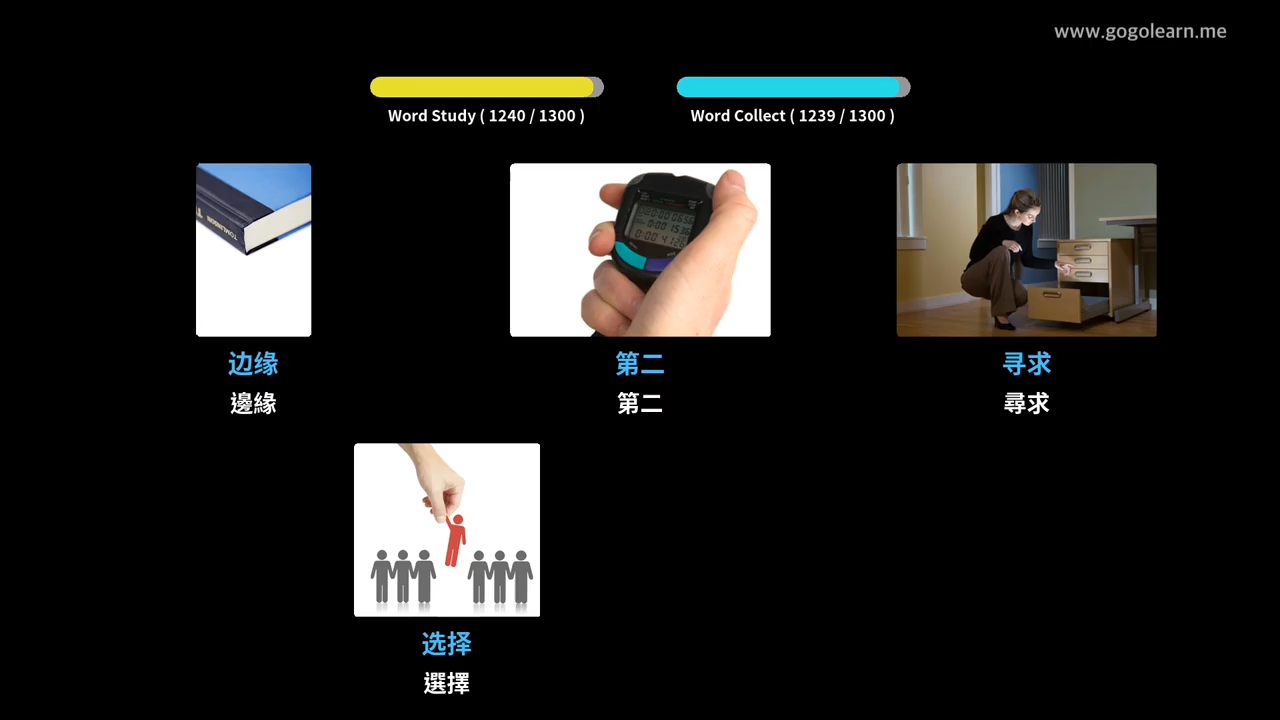 www.gogolearn.me
Word Study ( 1240 / 1300 )
Word Collect ( 1239 / 1300 )
TOMLINSON
边缘
邊緣
第二
第二
寻求
尋求
选择
選擇